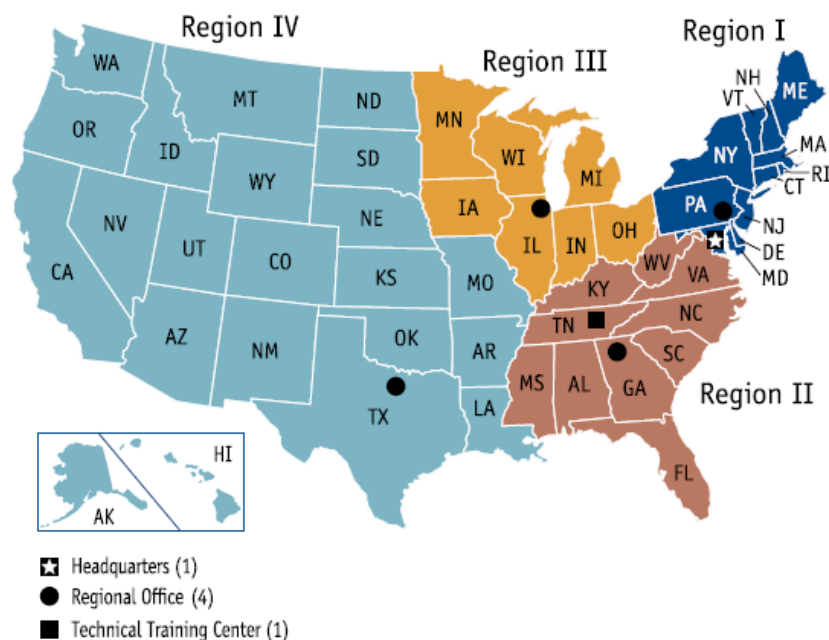 Region IV
Region III
Region I
WA
MT
ND
MN
NH
VT
ME
OR
ID
SD
WI
MI
NY
MA
RI
CT
WY
IA
PA
NJ
NV
NE
IL
IN
OH
DE
MD
CA
UT
CO
KS
MO
WV
VA
KY
AZ
NM
OK
AR
TN
NC
SC
TX
LA
MS
AL
GA
Region II
FL
HI
AK
Headquarters (1)
Regional Office (4)
Technical Training Center (1)